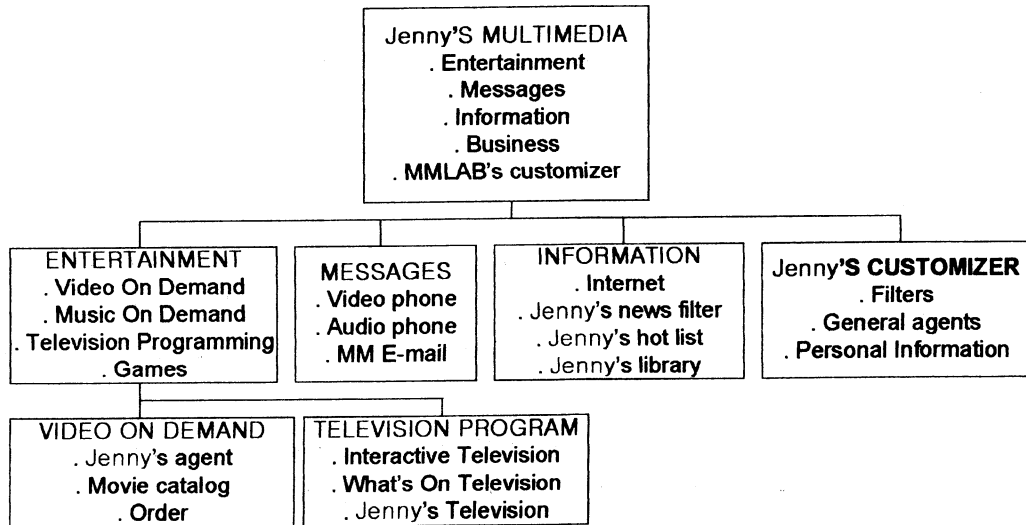 Jenny'S MULTIMEDIA
. Entertainment
. Messages
. Information
. Business
. MMLAB's customizer
ENTERTAINMENT
. Video On Demand
. Music On Demand
. Television Programming
. Games
MESSAGES
. Video phone
. Audio phone
. MM E-mail
INFORMATION
. Internet
. Jenny's news filter
. Jenny's hot list
. Jenny's library
Jenny'S CUSTOMIZER
. Filters
. General agents
. Personal Information
VIDEO ON DEMAND
. Jenny's agent
. Movie catalog
. Order
TELEVISION PROGRAM
. Interactive Television
. What's On Television
. Jenny's Television